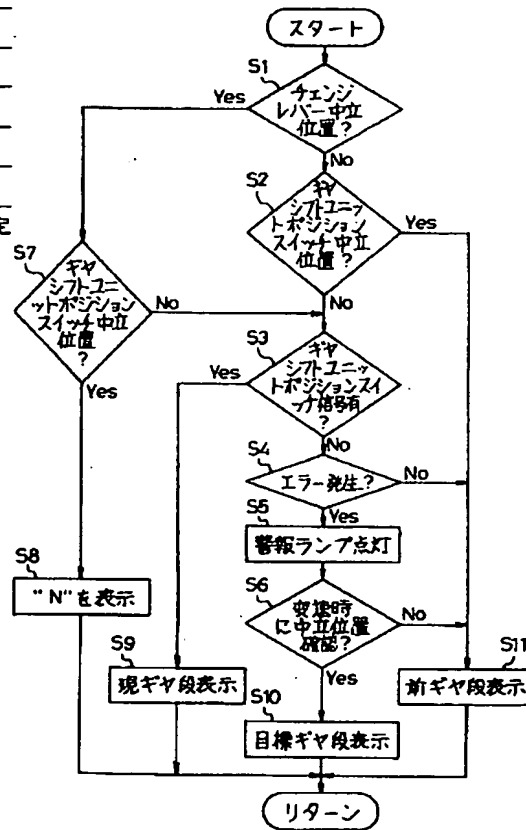 スタート
S1
チェンジ
レバー中立
位置?
Yes
No
S2
ギヤ
シフトユニッ
トポジション
スイッチ中立
位置?
Yes
No
定
S7
ギヤ
シフトユニ
ットポジション
スイッチ中立
位置
?
No
Yes
S3
ギヤ
シフトユニッ
トポジションスイ
ッチ信号有
?
Yes
No
S4
エラー発生?
No
Yes
S5
警報ランプ点灯
S6
変速時
に中立位置
確認?
No
Yes
S8
"N"を表示
S9
現ギヤ段表示
S10
目標ギヤ段表示
S11
前ギヤ段表示
リターン